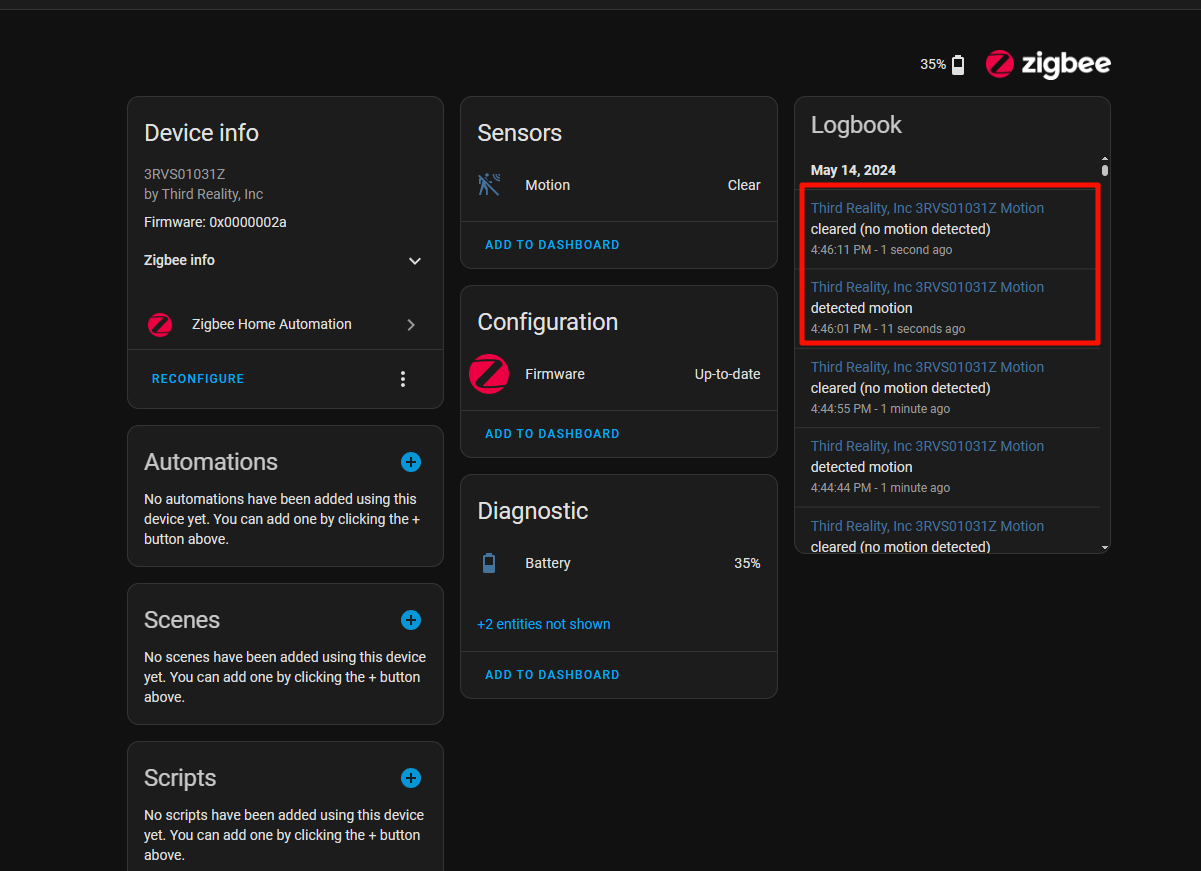 35%
zigbee
Device info
3RVS01031Z
by Third Reality, Inc
Firmware: 0x0000002a
Zigbee info
Zigbee Home Automation
RECONFIGURE
Automations
No automations have been added using this
device yet. You can add one by clicking the +
button above.
Scenes
No scenes have been added using this device
yet. You can add one by clicking the + button
above.
Scripts
No scripts have been added using this device
yet. You can add one by clicking the + button
above.
Sensors
Motion
Clear
ADD TO DASHBOARD
Configuration
Firmware
Up-to-date
ADD TO DASHBOARD
Diagnostic
Battery
35%
+2 entities not shown
ADD TO DASHBOARD
Logbook
May 14, 2024
Third Reality, Inc 3RVS01031Z Motion
cleared (no motion detected)
4:46:11 PM - 1 second ago
Third Reality, Inc 3RVS01031Z Motion
detected motion
4:46:01 PM - 11 seconds ago
Third Reality, Inc 3RVS01031Z Motion
cleared (no motion detected)
4:44:55 PM - 1 minute ago
Third Reality, Inc 3RVS01031Z Motion
detected motion
4:44:44 PM - 1 minute ago
Third Reality, Inc 3RVS01031Z Motion
cleared (no motion detected)